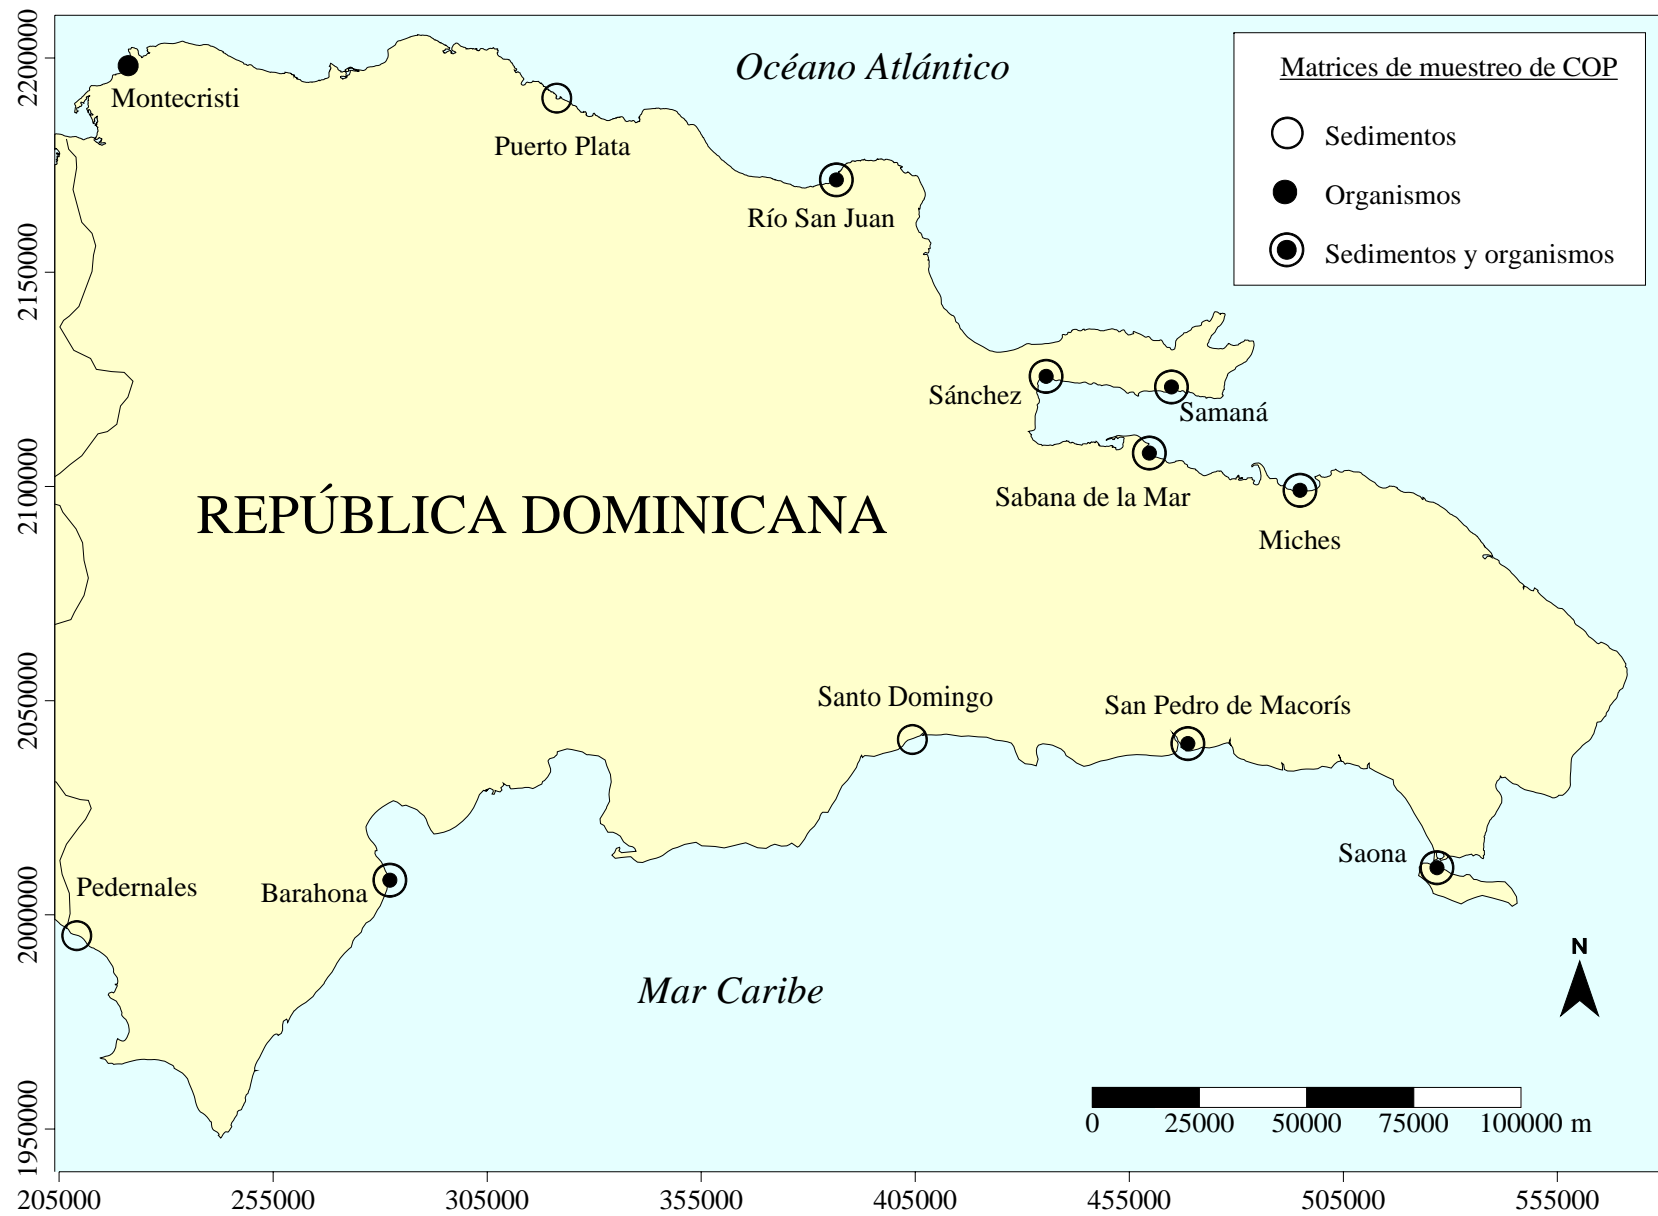 Océano Atlántico
Matrices de muestreo de COP
Sedimentos
Organismos
Sedimentos y organismos
Montecristi
Puerto Plata
Río San Juan
Sánchez
Samaná
Sabana de la Mar
Miches
REPÚBLICA DOMINICANA
Santo Domingo
San Pedro de Macorís
Saona
Pedernales
Barahona
Mar Caribe
N
0 25000 50000 75000 100000 m
2200000
2150000
2100000
2050000
2000000
1950000
205000 255000 305000 355000 405000 455000 505000 555000